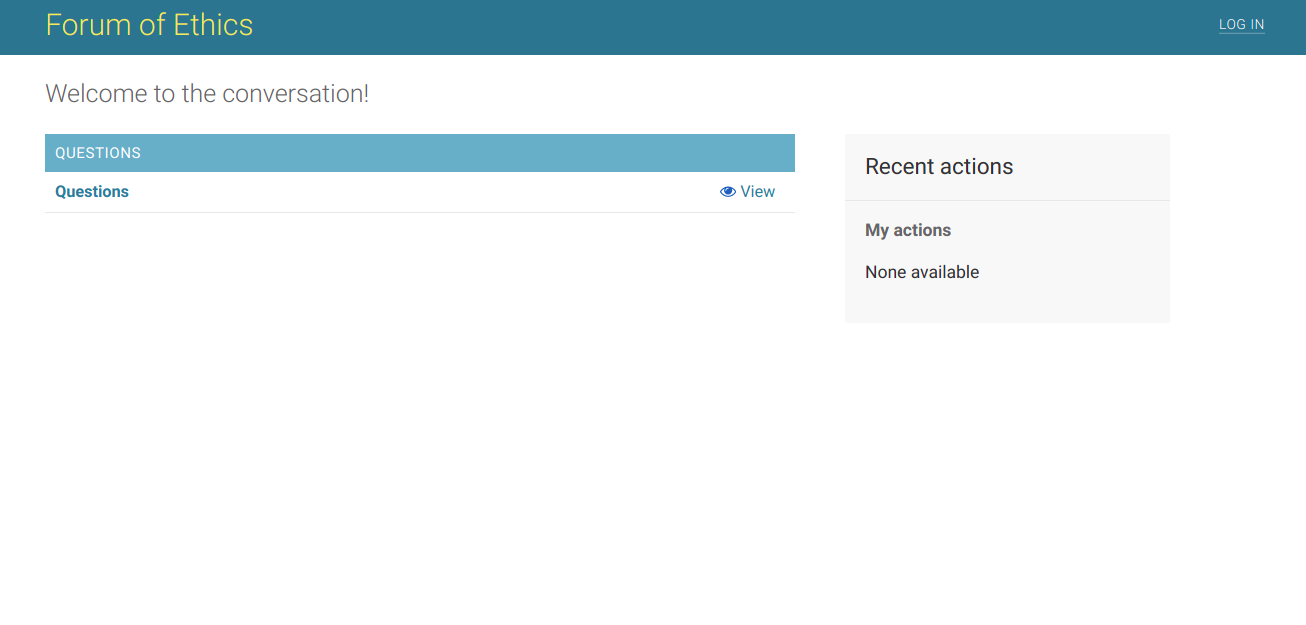 Forum of Ethics
LOG IN
Welcome to the conversation!
QUESTIONS
Questions
View
Recent actions
My actions
None available